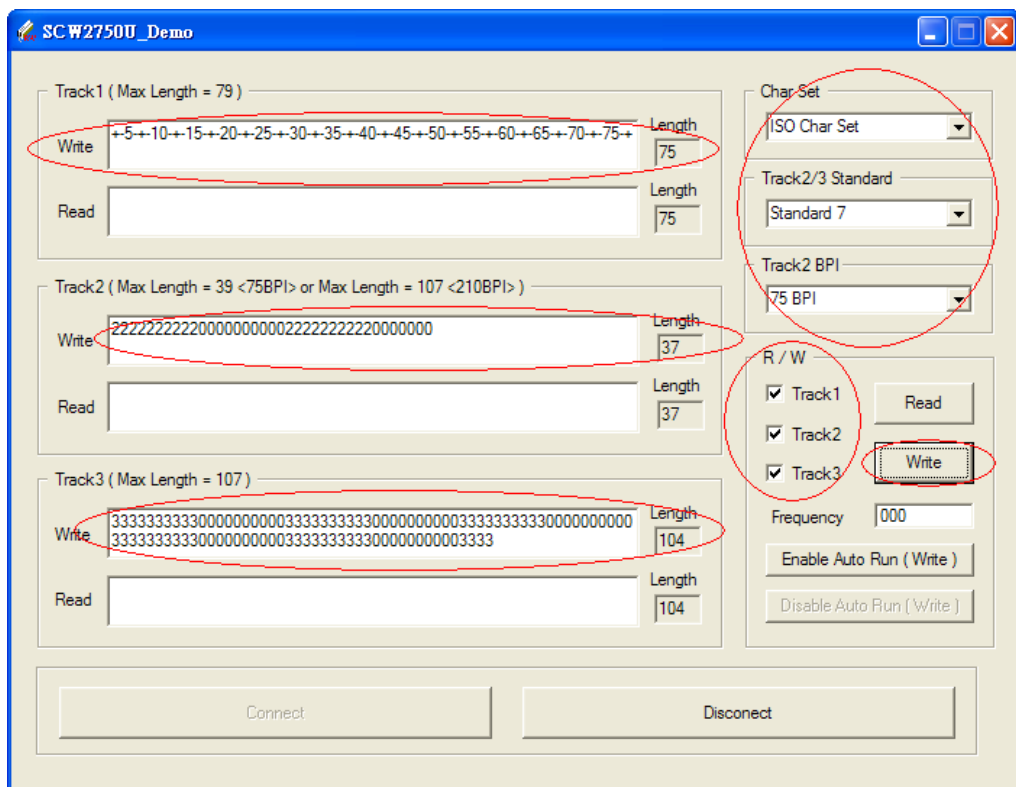 SCW2750U_Demo
Track1 ( Max Length = 79 )
Write
+-5-+-10-+-15-+-20-+-25-+-30-+-35-+-40-+-45-+-50-+-55-+-60-+-65-+-70-+-75-+
Length
75
Read
Length
75
Track2 ( Max Length = 39 <75BPI> or Max Length = 107 <210BPI> )
Write
2222222222000000000022222222220000000
Length
37
Read
Length
37
Track3 ( Max Length = 107 )
Write
333333333300000000003333333333000000000033333333330000000000
33333333330000000000333333333300000000003333
Length
104
Read
Length
104
Char Set
ISO Char Set
Track2/3 Standard
Standard 7
Track2 BPI
75 BPI
R / W
Track1
Track2
Track3
Read
Write
Frequency
000
Enable Auto Run ( Write )
Disable Auto Run ( Write )
Connect
Disconect